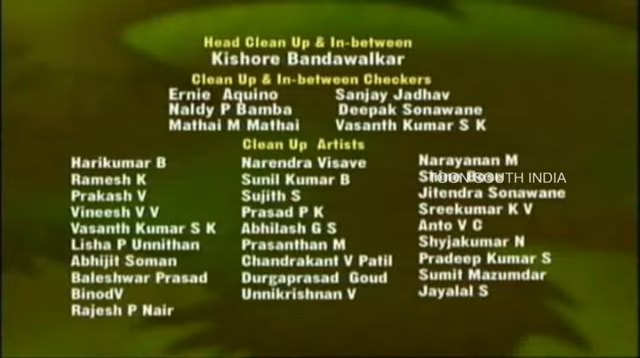 Head Clean Up & In-between
Kishore Bandawalkar
Clean Up & In-between Checkers
Ernie Aquino Sanjay Jadhav
Naldy P Bamba Deepak Sonawane
Mathai M Mathai Vasanth Kumar S K
Clean Up Artists
Harikumar B Narendra Visave Narayanan M
Ramesh K Sunil Kumar B TOON SOUTH INDIA
Prakash V Sujith S Jitendra Sonawane
Vineesh V V Prasad P K Sreekumar K V
Vasanth Kumar S K Abhilash G S Anto V C
Lisha P Unnithan Prasanthan M Shyjakumar N
Abhijit Soman Chandrakant V Patil Pradeep Kumar S
Baleshwar Prasad Durgaprasad Goud Sumit Mazumdar
BinodV Unnikrishnan V Jayalal S
Rajesh P Nair